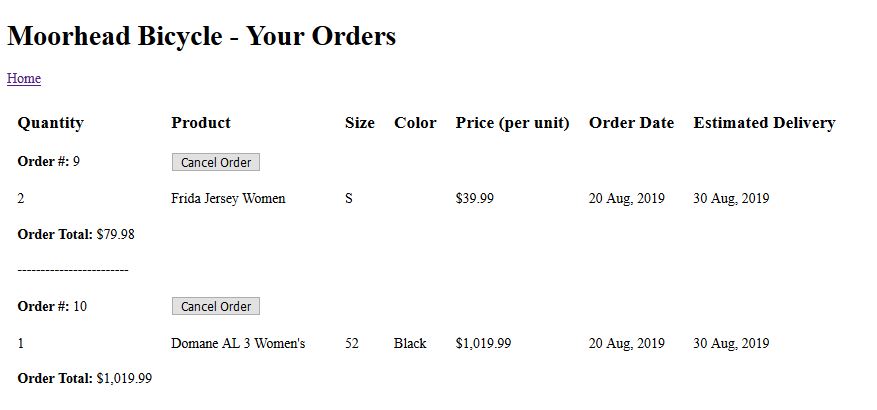 Moorhead Bicycle - Your Orders
Home
Quantity Product Size Color Price (per unit) Order Date Estimated Delivery
Order #: 9 Cancel Order
2 Frida Jersey Women S $39.99 20 Aug, 2019 30 Aug, 2019
Order Total: $79.98
------------------------
Order #: 10 Cancel Order
1 Domane AL 3 Women's 52 Black $1,019.99 20 Aug, 2019 30 Aug, 2019
Order Total: $1,019.99